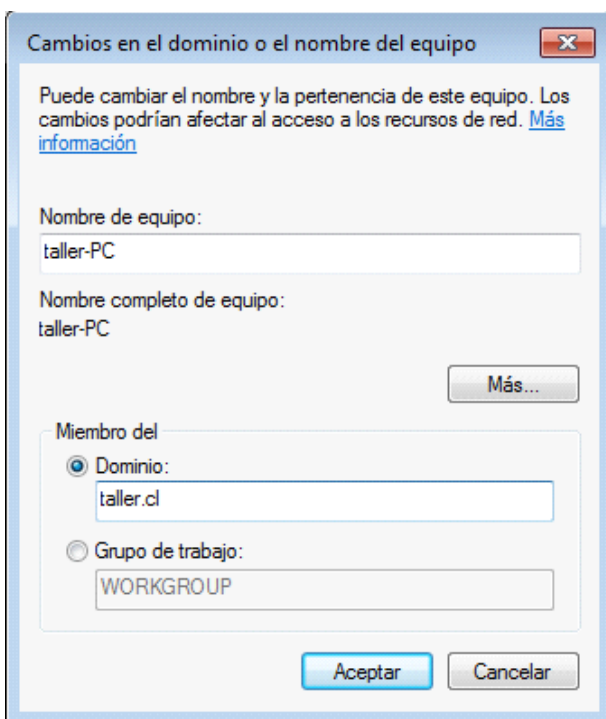 Cambios en el dominio o el nombre del equipo
Puede cambiar el nombre y la pertenencia de este equipo. Los
cambios podrían afectar al acceso a los recursos de red. Más
información
Nombre de equipo:
taller-PC
Nombre completo de equipo:
taller-PC
Más...
Miembro del
Dominio:
taller.cl
Grupo de trabajo:
WORKGROUP
Aceptar
Cancelar